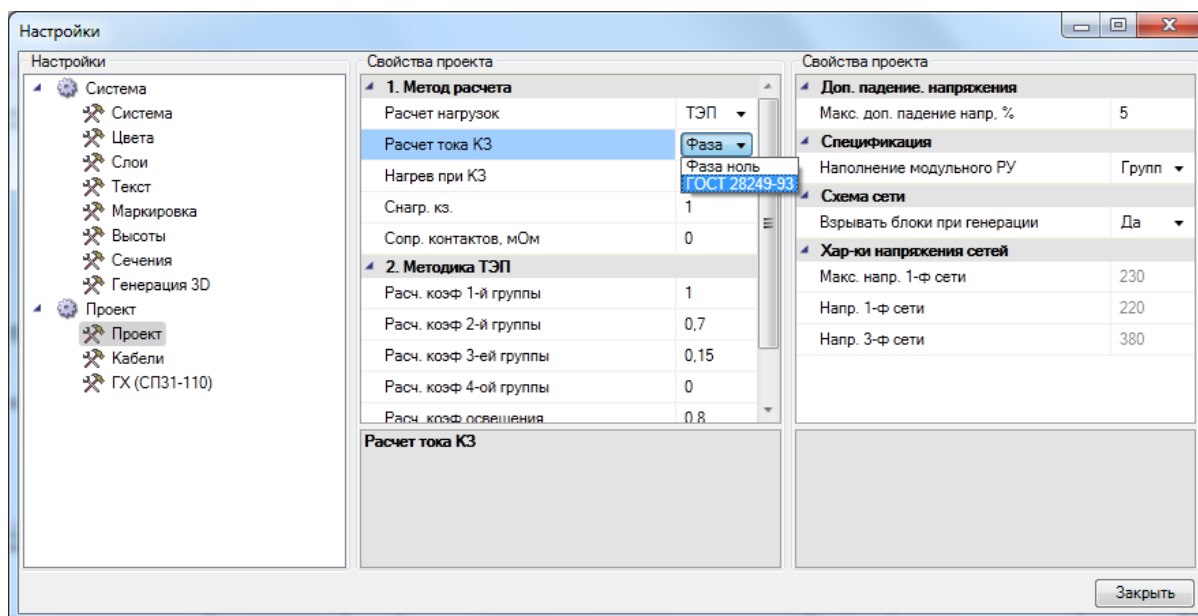 Настройки
Настройки
Система
Система
Цвета
Слои
Текст
Маркировка
Высоты
Сечения
Генерация 3D
Проект
Проект
Кабели
ГХ (СП31-110)
Свойства проекта
1. Метод расчета
Расчет нагрузок ТЭП
Расчет тока КЗ Фаза
Фаза ноль
ГОСТ 28249-93
Нагрев при КЗ
Cнагр. кз. 1
Сопр. контактов, мОм 0
2. Методика ТЭП
Расч. коэф 1-й группы 1
Расч. коэф 2-й группы 0,7
Расч. коэф 3-ей группы 0,15
Расч. коэф 4-ой группы 0
Расч. коэф освещения 0,8
Расчет тока КЗ
Свойства проекта
Доп. падение. напряжения
Макс. доп. падение напр, % 5
Спецификация
Наполнение модульного РУ Групп
Схема сети
Взрывать блоки при генерации Да
Хар-ки напряжения сетей
Макс. напр. 1-ф сети 230
Напр. 1-ф сети 220
Напр. 3-ф сети 380
Закрыть